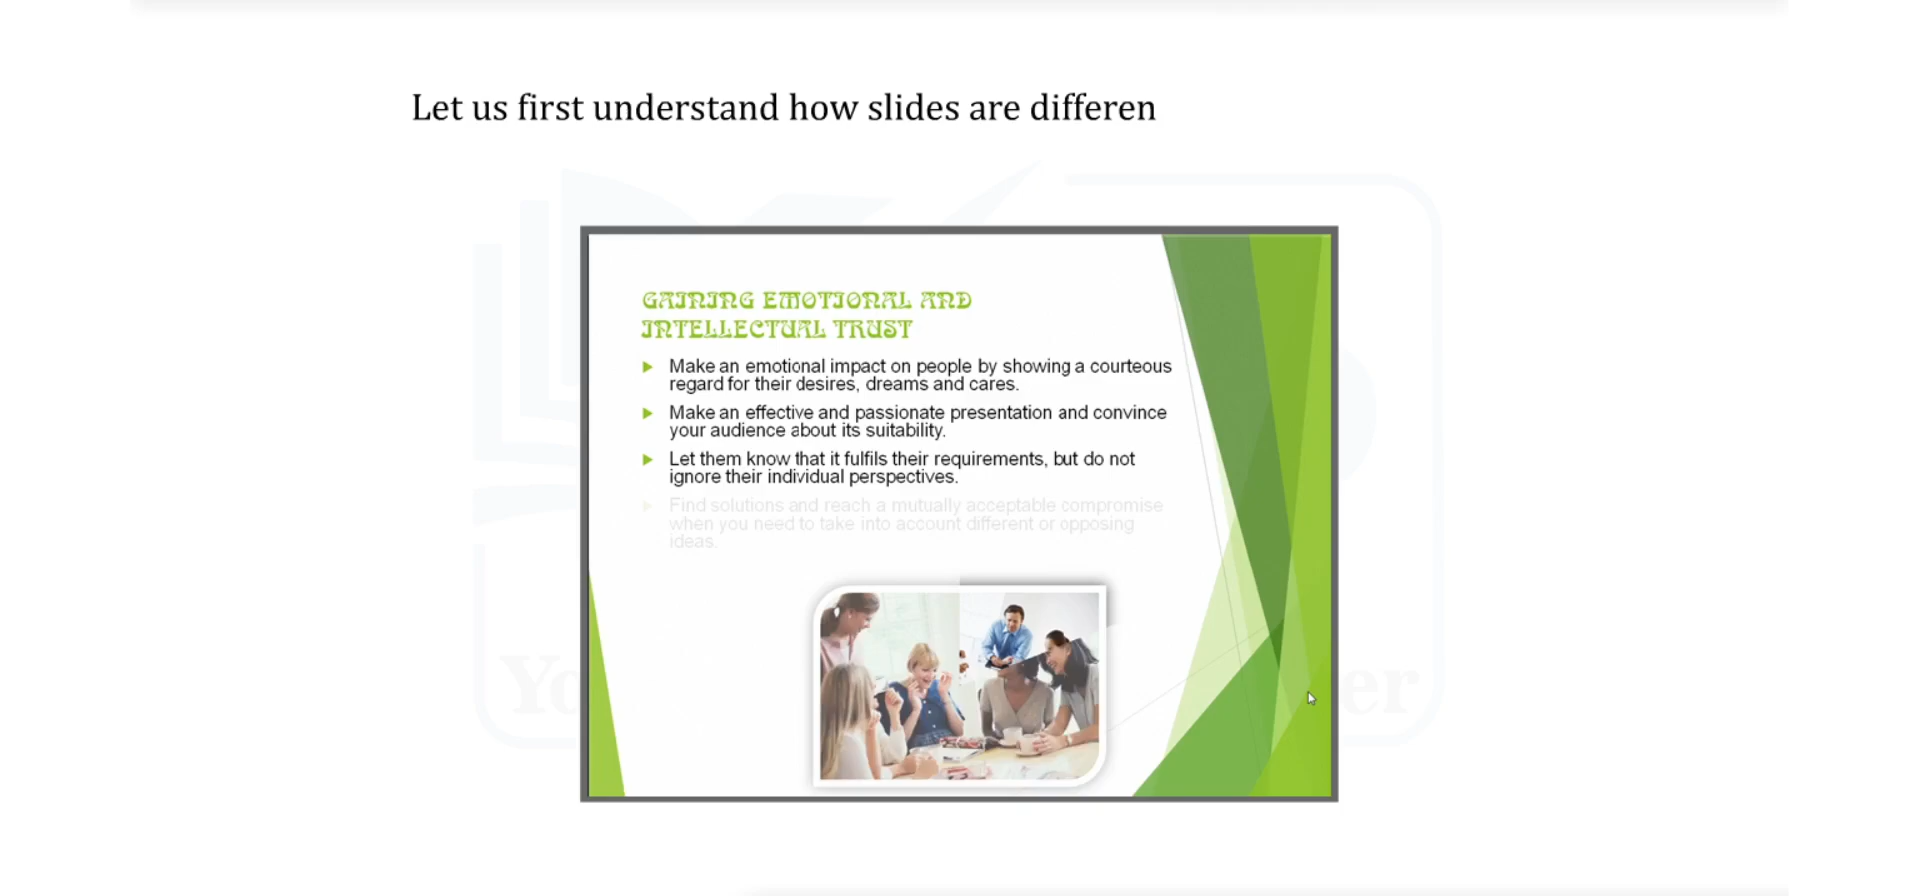 Let us first understand how slides are differen
GAINING EMOTIONAL AND
INTELLECTUAL TRUST
Make an emotional impact on people by showing a courteous
regard for their desires, dreams and cares.
Make an effective and passionate presentation and convince
your audience about its suitability.
Let them know that it fulfils their requirements, but do not
ignore their individual perspectives.
Find solutions and reach a mutually acceptable compromise
when you need to take into account different or opposing
ideas.